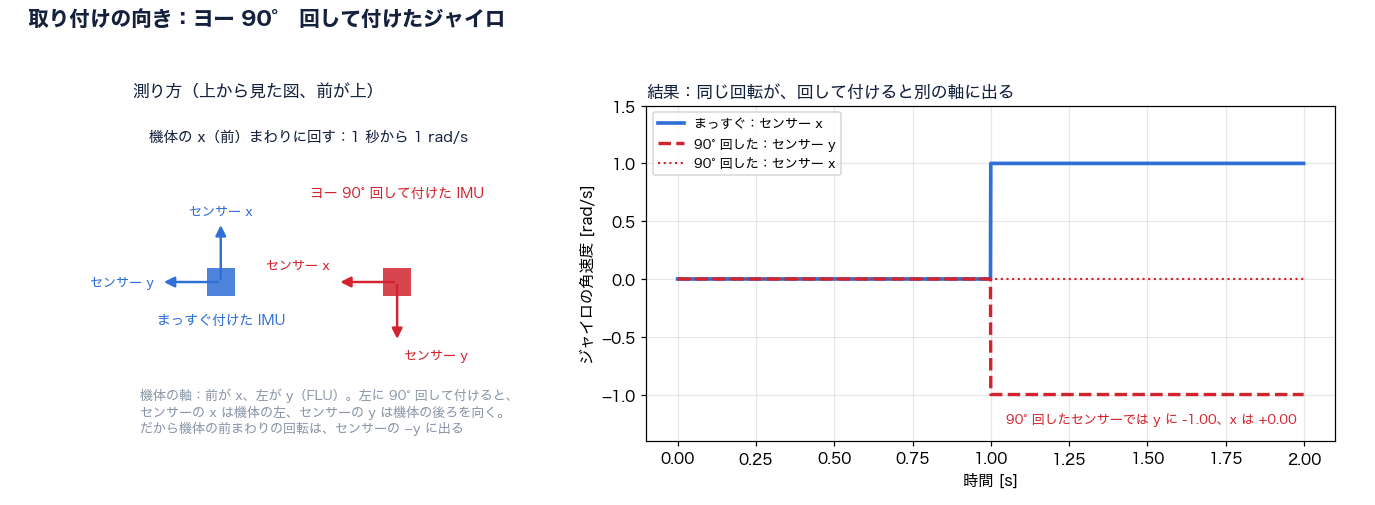 取り付けの向き：ヨー 90°　回して付けたジャイロ
測り方（上から見た図、前が上）
機体の x（前）まわりに回す：1 秒から 1 rad/s
ヨー 90° 回して付けた IMU
センサー x
センサー x
センサー y
まっすぐ付けた IMU
センサー y
機体の軸：前が x、左が y（FLU）。左に 90° 回して付けると、
センサーの x は機体の左、センサーの y は機体の後ろを向く。
だから機体の前まわりの回転は、センサーの −y に出る
結果：同じ回転が、回して付けると別の軸に出る
まっすぐ：センサー x
90° 回した：センサー y
90° 回した：センサー x
ジャイロの角速度 [rad/s]
1.5
1.0
0.5
0.0
−0.5
−1.0
90° 回したセンサーでは y に -1.00、x は +0.00
0.00 0.25 0.50 0.75 1.00 1.25 1.50 1.75 2.00
時間 [s]